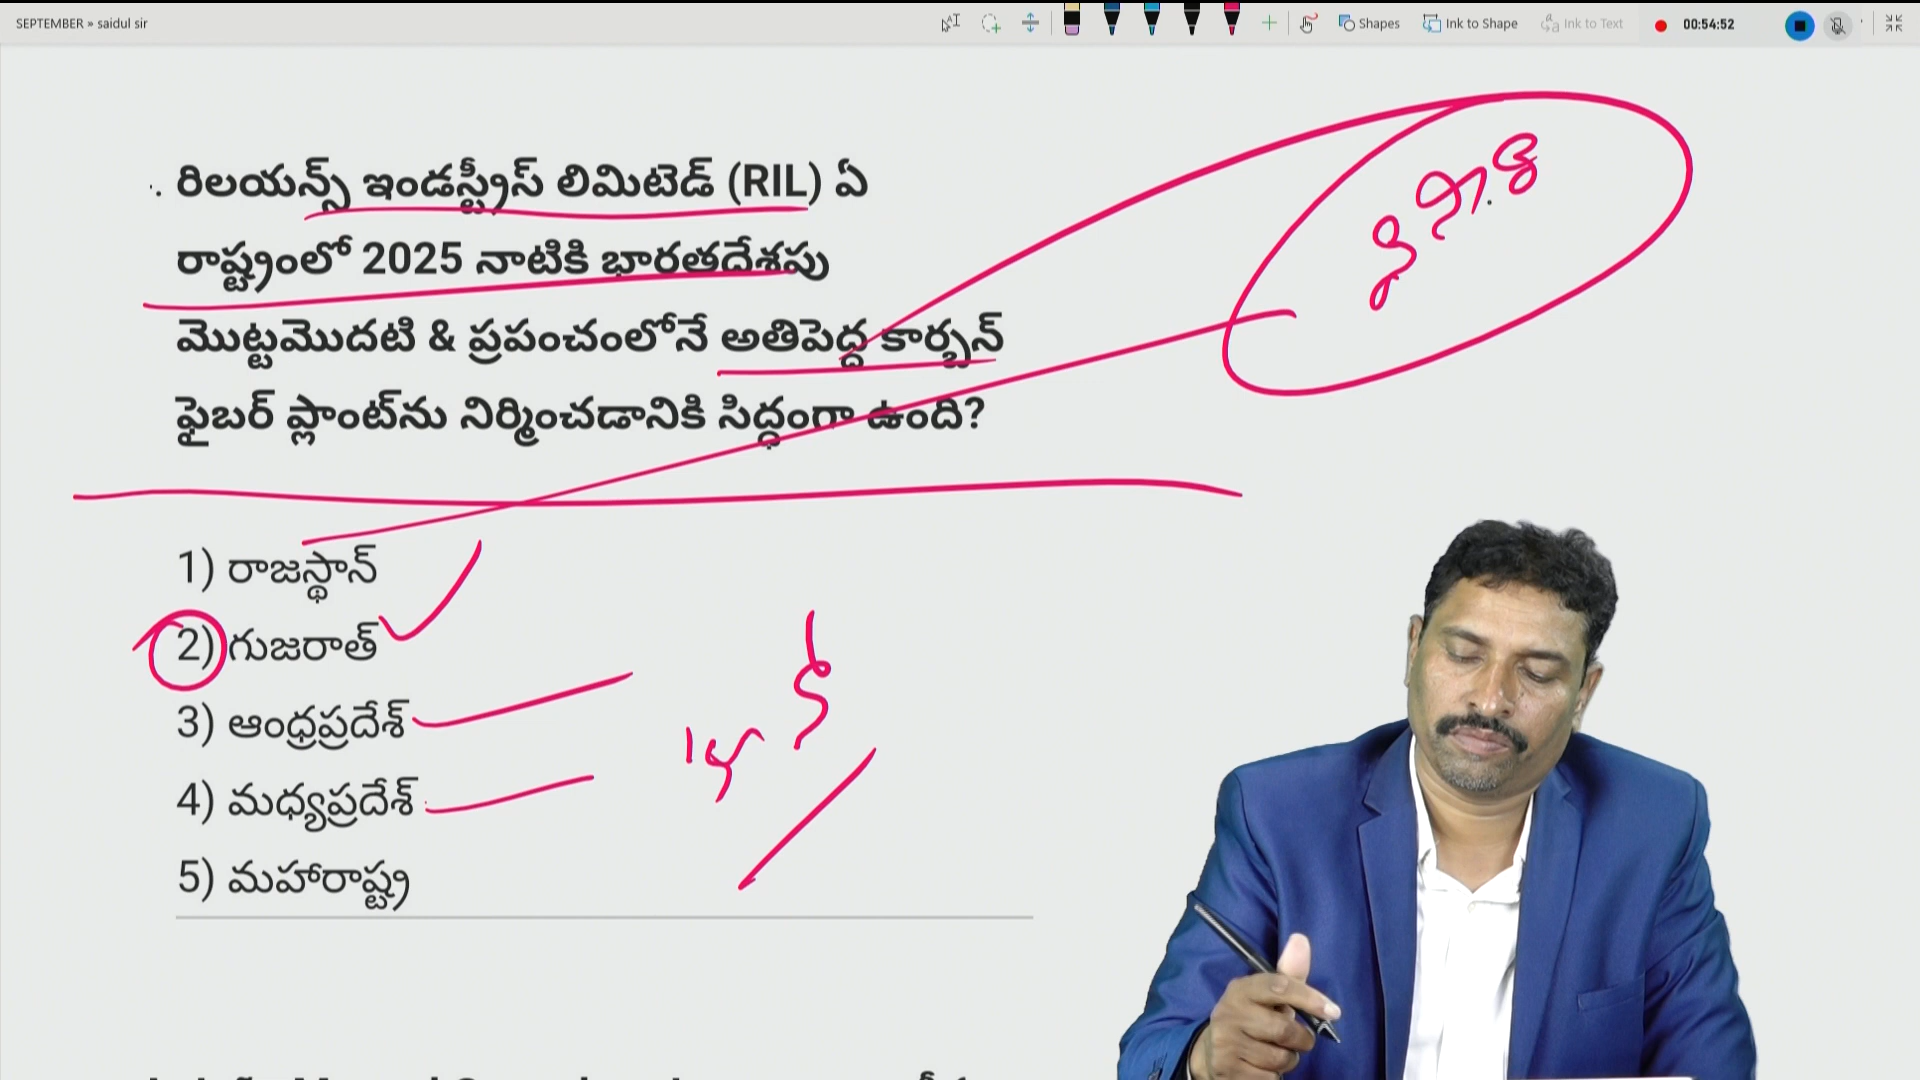 SEPTEMBER » saidul sir
Shapes Ink to Shape Ink to Text 00:54:52
రిలయన్స్ ఇండస్ట్రీస్ లిమిటెడ్ (RIL) ఏ
రాష్ట్రంలో 2025 నాటికి భారతదేశపు
మొట్టమొదటి & ప్రపంచంలోనే అతిపెద్ద కార్బన్
ఫైబర్ ప్లాంట్‌ను నిర్మించడానికి సిద్ధంగా ఉంది?
1) రాజస్థాన్
2) గుజరాత్
3) ఆంధ్రప్రదేశ్
4) మధ్యప్రదేశ్
5) మహారాష్ట్ర